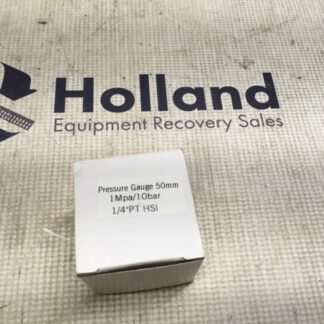 Holland
Equipment Recovery Sales
Pressure Gauge 50mm
1Mpa/10bar
1/4"PT HSI